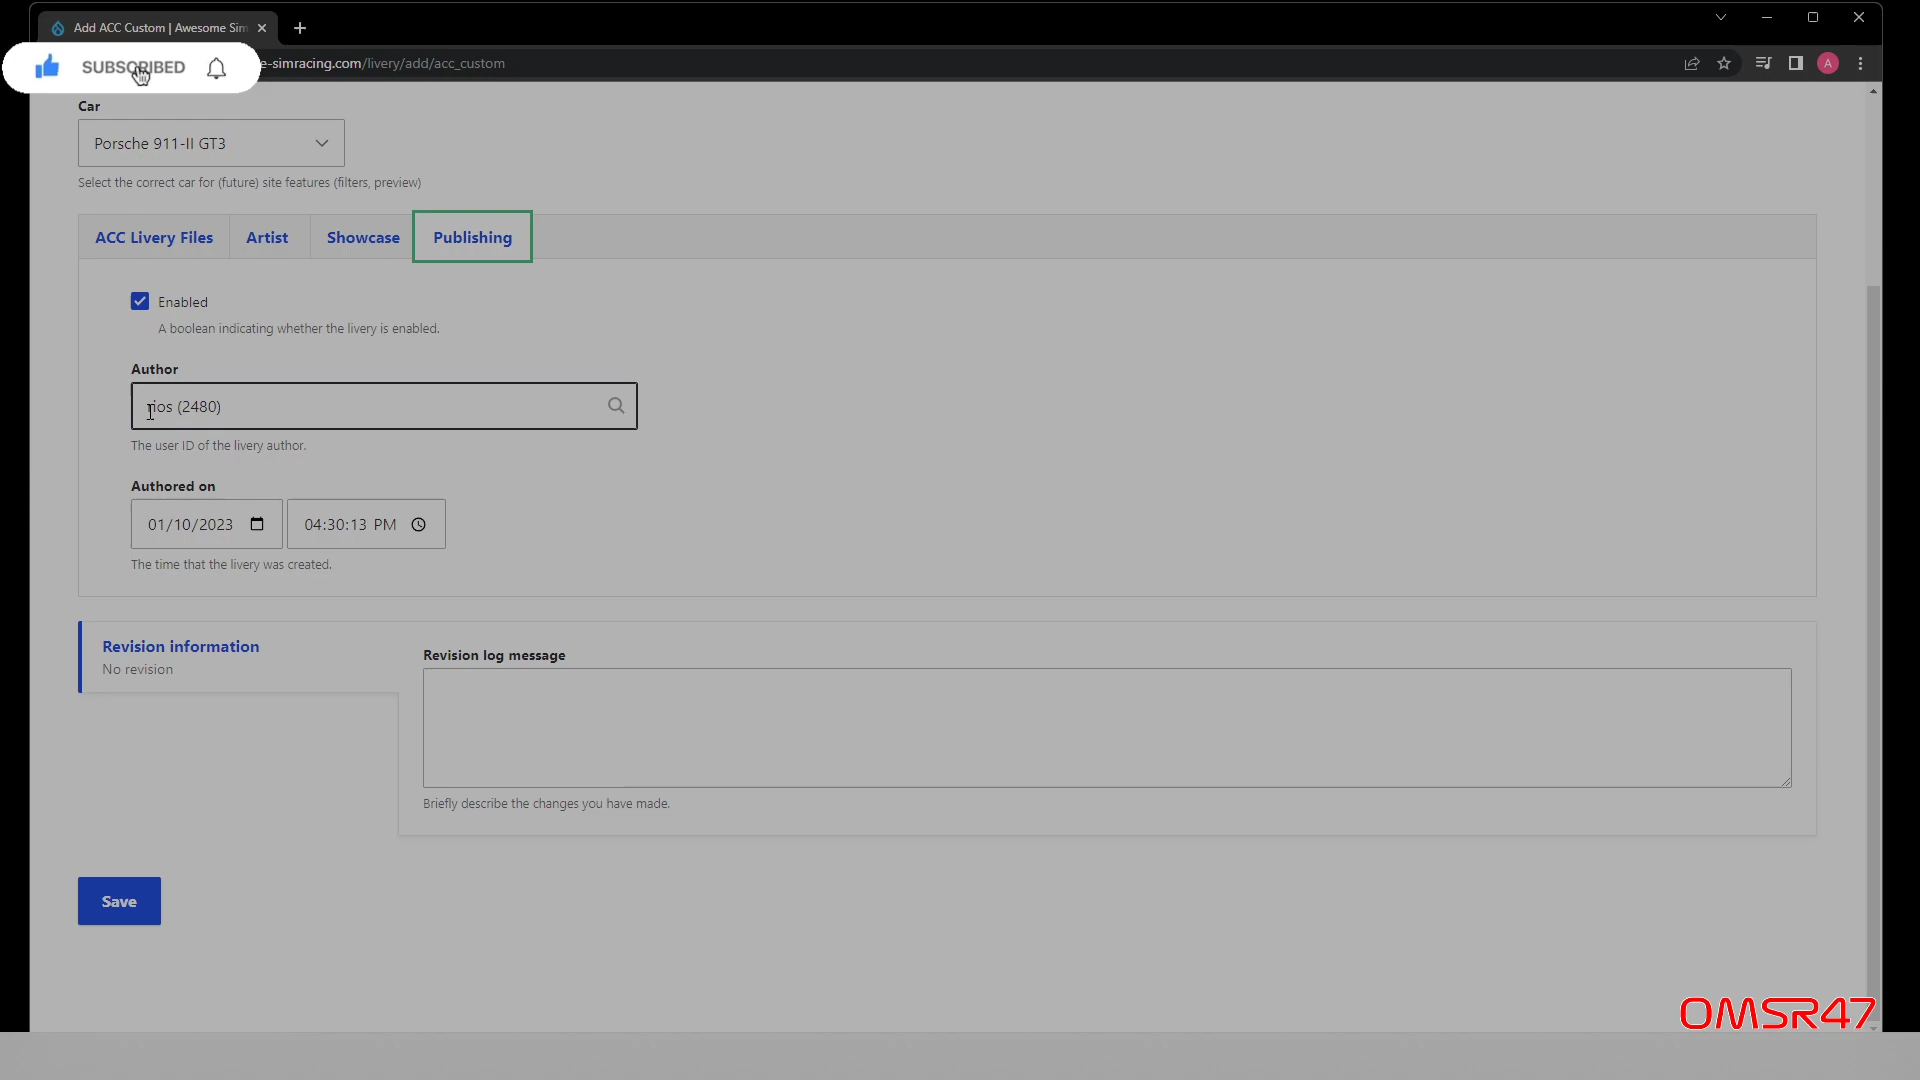 Add ACC Custom | Awesome Sim
SUBSCRIBED
e-simracing.com/livery/add/acc_custom
A
Car
Porsche 911-II GT3
Select the correct car for (future) site features (filters, preview)
ACC Livery Files
Artist
Showcase
Publishing
Enabled
A boolean indicating whether the livery is enabled.
Author
rios (2480)
The user ID of the livery author.
Authored on
01/10/2023
04:30:13 PM
The time that the livery was created.
Revision information
No revision
Revision log message
Briefly describe the changes you have made.
Save
OMSR47